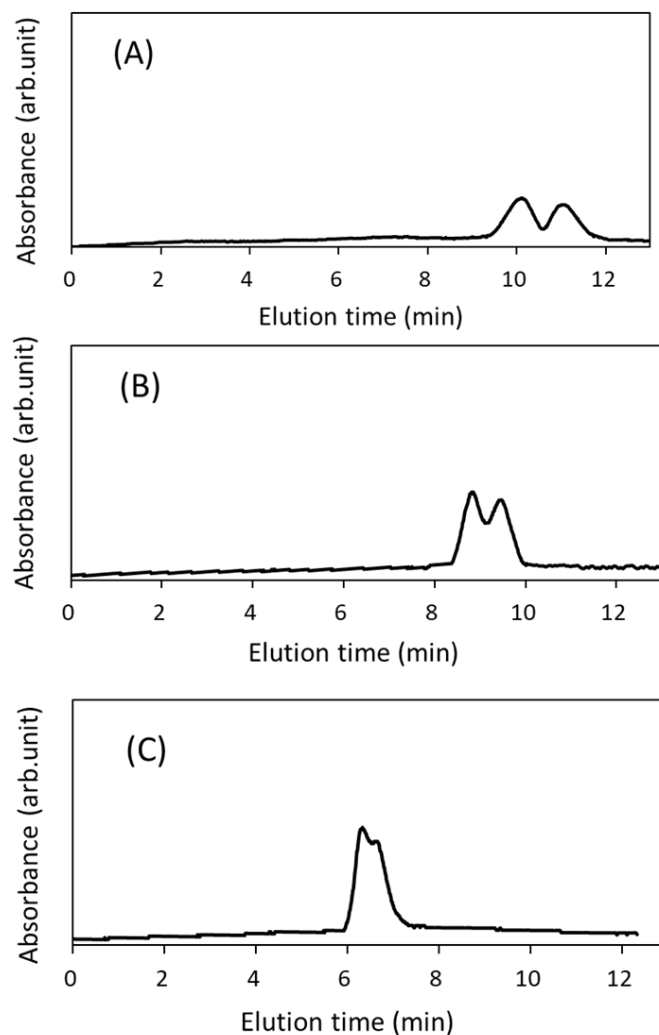 (A)
Absorbance (arb.unit)
0 2 4 6 8 10 12
Elution time (min)
(B)
Absorbance (arb.unit)
0 2 4 6 8 10 12
Elution time (min)
(C)
Absorbance (arb.unit)
0 2 4 6 8 10 12
Elution time (min)